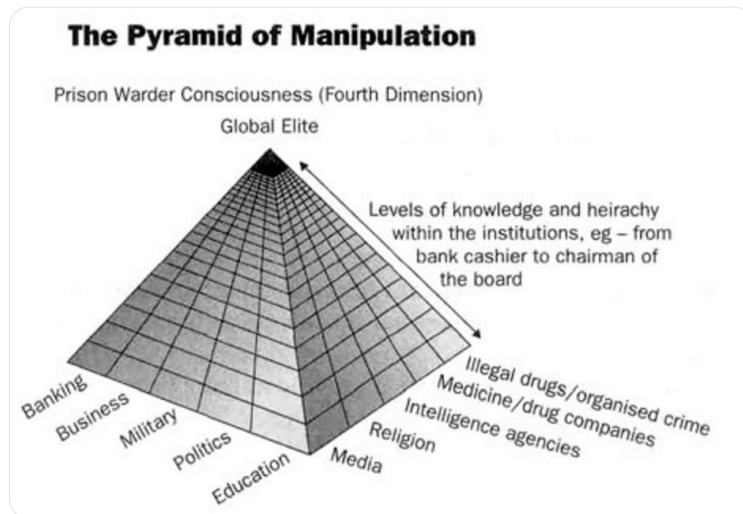 The Pyramid of Manipulation
Prison Warder Consciousness (Fourth Dimension)
Global Elite
Levels of knowledge and heirachy
within the institutions, eg – from
bank cashier to chairman of
the board
Banking
Business
Military
Politics
Education
Media
Religion
Intelligence agencies
Medicine/drug companies
Illegal drugs/organised crime